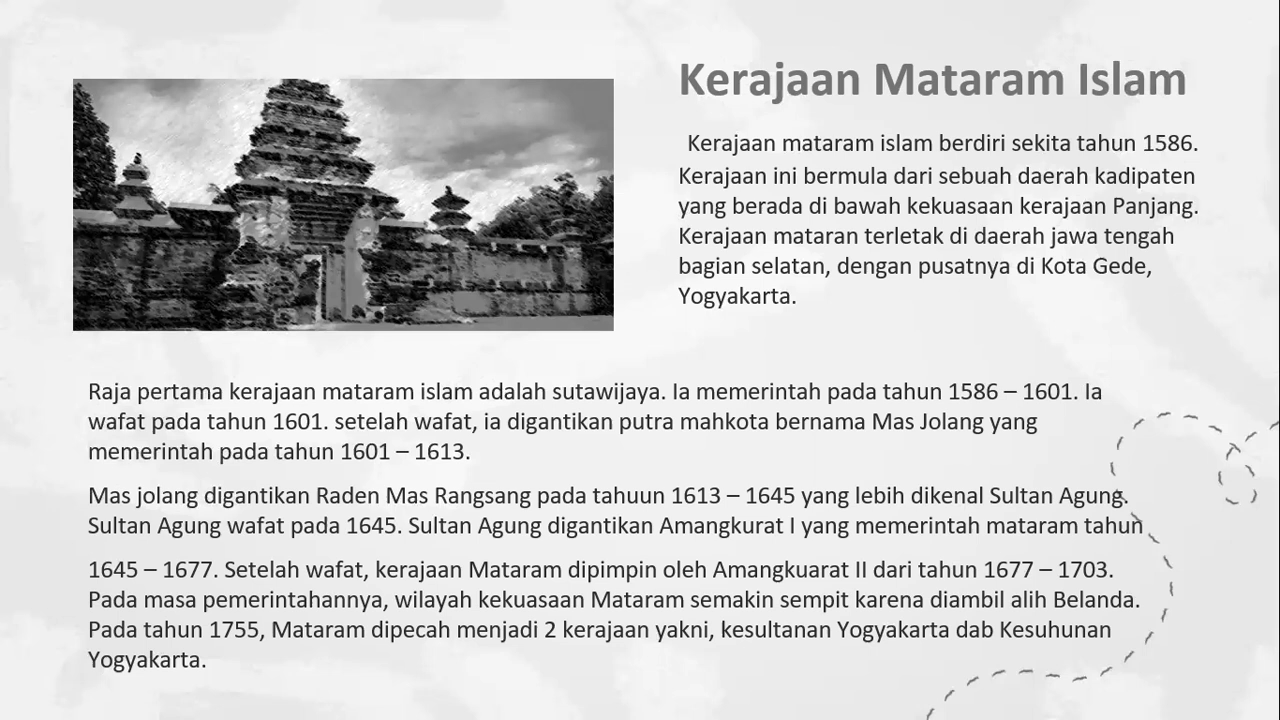 Kerajaan Mataram Islam
Kerajaan mataram islam berdiri sekita tahun 1586.
Kerajaan ini bermula dari sebuah daerah kadipaten
yang berada di bawah kekuasaan kerajaan Panjang.
Kerajaan mataran terletak di daerah jawa tengah
bagian selatan, dengan pusatnya di Kota Gede,
Yogyakarta.
Raja pertama kerajaan mataram islam adalah sutawijaya. Ia memerintah pada tahun 1586 – 1601. Ia
wafat pada tahun 1601. setelah wafat, ia digantikan putra mahkota bernama Mas Jolang yang
memerintah pada tahun 1601 – 1613.
Mas jolang digantikan Raden Mas Rangsang pada tahuun 1613 – 1645 yang lebih dikenal Sultan Agung.
Sultan Agung wafat pada 1645. Sultan Agung digantikan Amangkurat I yang memerintah mataram tahun
1645 – 1677. Setelah wafat, kerajaan Mataram dipimpin oleh Amangkuarat II dari tahun 1677 – 1703.
Pada masa pemerintahannya, wilayah kekuasaan Mataram semakin sempit karena diambil alih Belanda.
Pada tahun 1755, Mataram dipecah menjadi 2 kerajaan yakni, kesultanan Yogyakarta dab Kesuhunan
Yogyakarta.